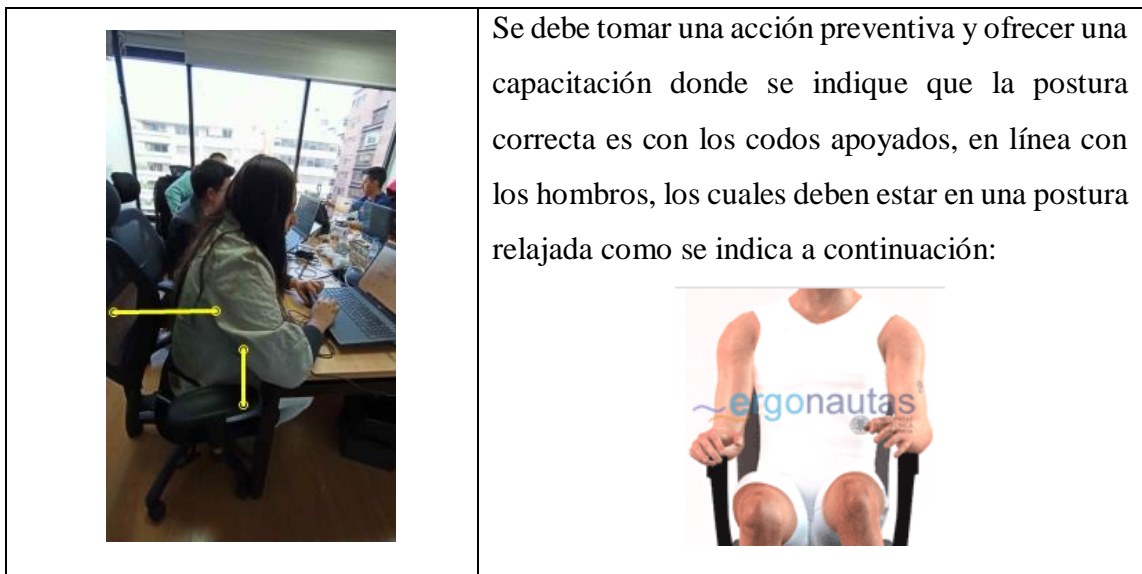 Se debe tomar una acción preventiva y ofrecer una
capacitación donde se indique que la postura
correcta es con los codos apoyados, en línea con
los hombros, los cuales deben estar en una postura
relajada como se indica a continuación:
ergonautas